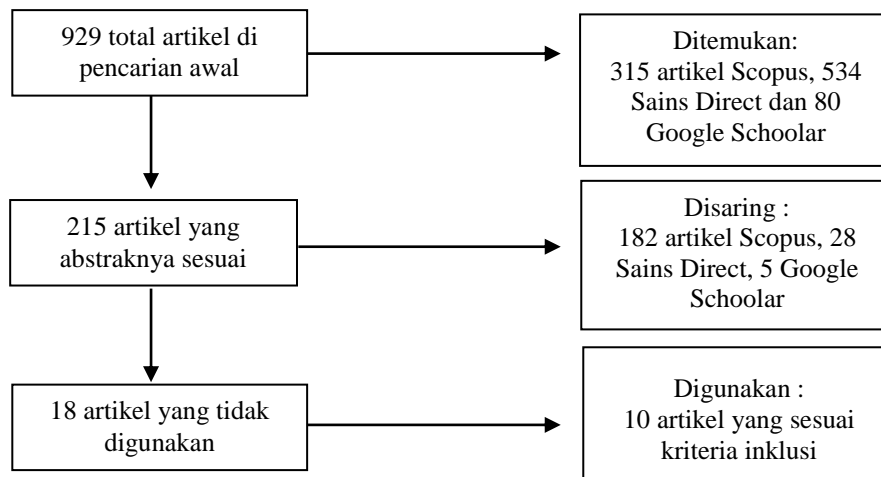 929 total artikel di
pencarian awal
Ditemukan:
315 artikel Scopus, 534
Sains Direct dan 80
Google Schoolar
215 artikel yang
abstraknya sesuai
Disaring :
182 artikel Scopus, 28
Sains Direct, 5 Google
Schoolar
18 artikel yang tidak
digunakan
Digunakan :
10 artikel yang sesuai
kriteria inklusi